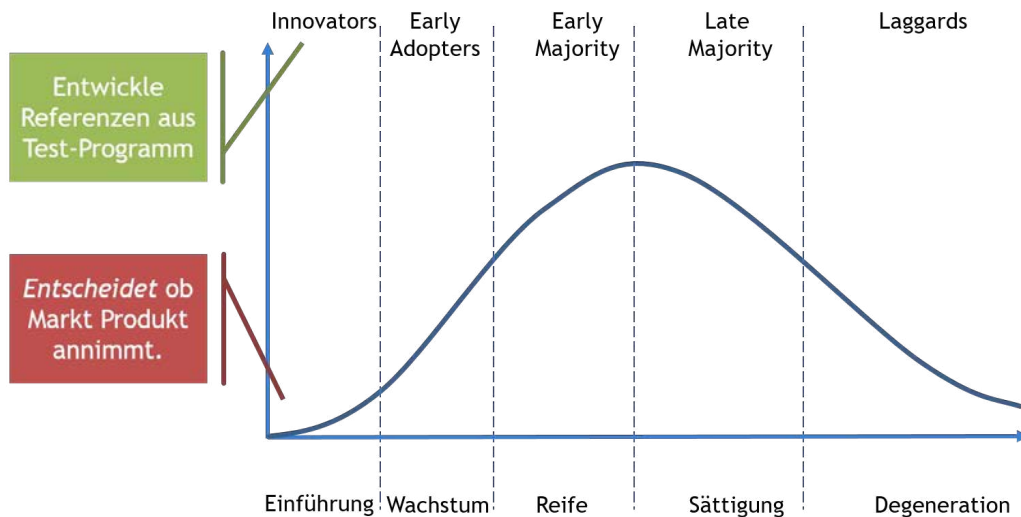 Innovators
Early
Adopters
Early
Majority
Late
Majority
Laggards
Entwickle
Referenzen aus
Test-Programm
Entscheidet ob
Markt Produkt
annimmt.
Einführung
Wachstum
Reife
Sättigung
Degeneration